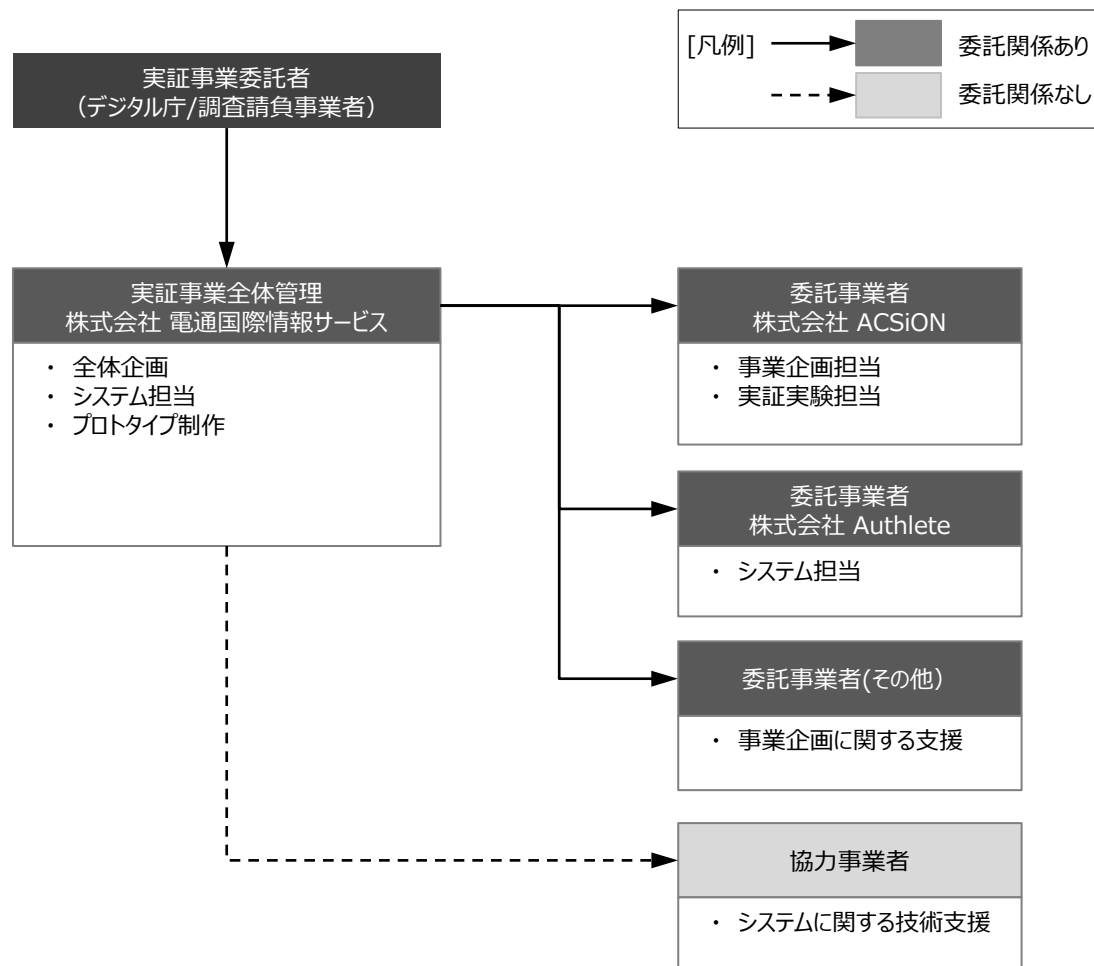 [凡例]
委託関係あり
委託関係なし
実証事業委託者
（デジタル庁/調査請負事業者）
実証事業全体管理
株式会社 電通国際情報サービス
・ 全体企画
・ システム担当
・ プロトタイプ制作
委託事業者
株式会社 ACSiON
・ 事業企画担当
・ 実証実験担当
委託事業者
株式会社 Authlete
・ システム担当
委託事業者(その他）
・ 事業企画に関する支援
協力事業者
・ システムに関する技術支援